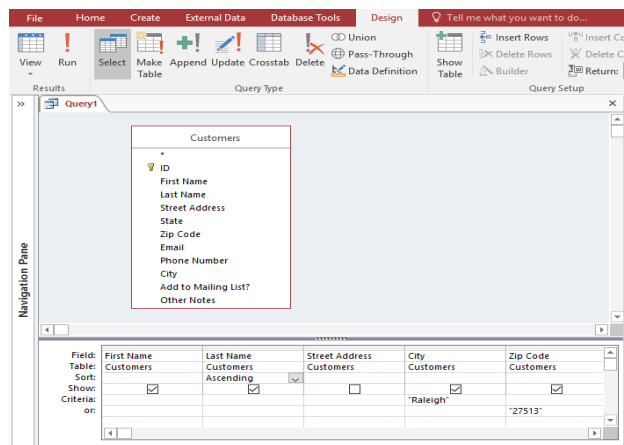 File Home Create External Data Database Tools Design Tell me what you want to do...
View Run Select Make Table Append Update Crosstab Delete Union Pass-Through Data Definition Show Table Insert Rows Delete Rows Builder Insert Delete Return:
Results Query Type Query Setup
» Query1 ×
Navigation Pane
Customers
*
ID
First Name
Last Name
Street Address
State
Zip Code
Email
Phone Number
City
Add to Mailing List?
Other Notes
Field: First Name Last Name Street Address City Zip Code
Table: Customers Customers Customers Customers Customers
Sort: Ascending
Show:
Criteria: "Raleigh"
or: "27513"